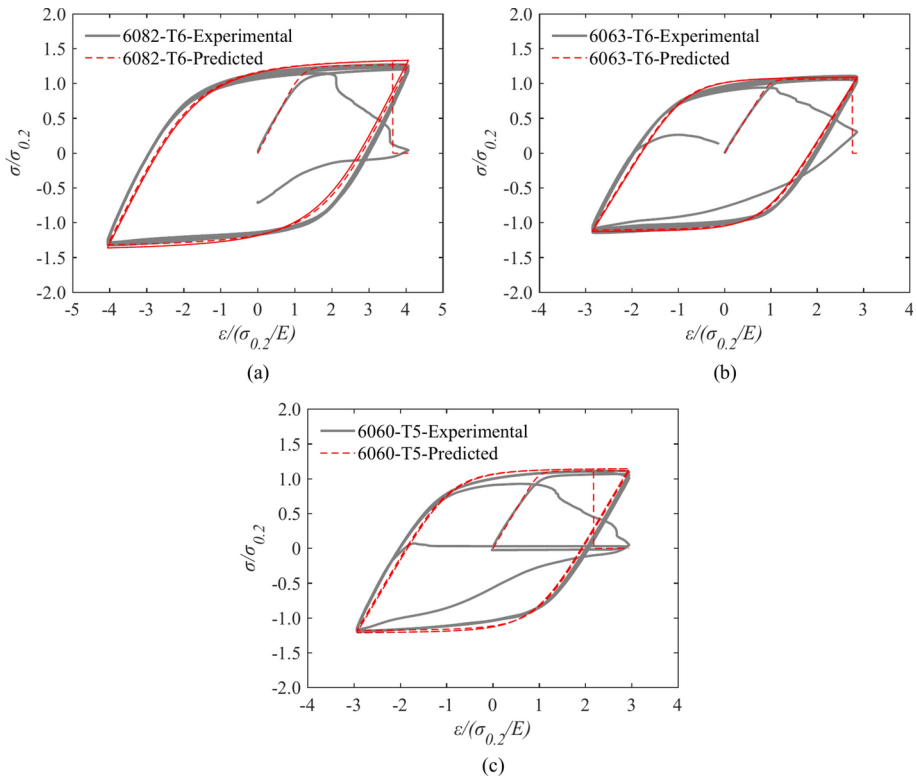 2.0
1.5
1.0
0.5
0
-0.5
-1.0
-1.5
-2.0
σ/σ0.2
6082-T6-Experimental
6082-T6-Predicted
-5 -4 -3 -2 -1 0 1 2 3 4 5
ε/(σ0.2/E)
(a)
2.0
1.5
1.0
0.5
0
-0.5
-1.0
-1.5
-2.0
σ/σ0.2
6063-T6-Experimental
6063-T6-Predicted
-4 -3 -2 -1 0 1 2 3 4
ε/(σ0.2/E)
(b)
2.0
1.5
1.0
0.5
0
-0.5
-1.0
-1.5
-2.0
σ/σ0.2
6060-T5-Experimental
6060-T5-Predicted
-4 -3 -2 -1 0 1 2 3 4
ε/(σ0.2/E)
(c)